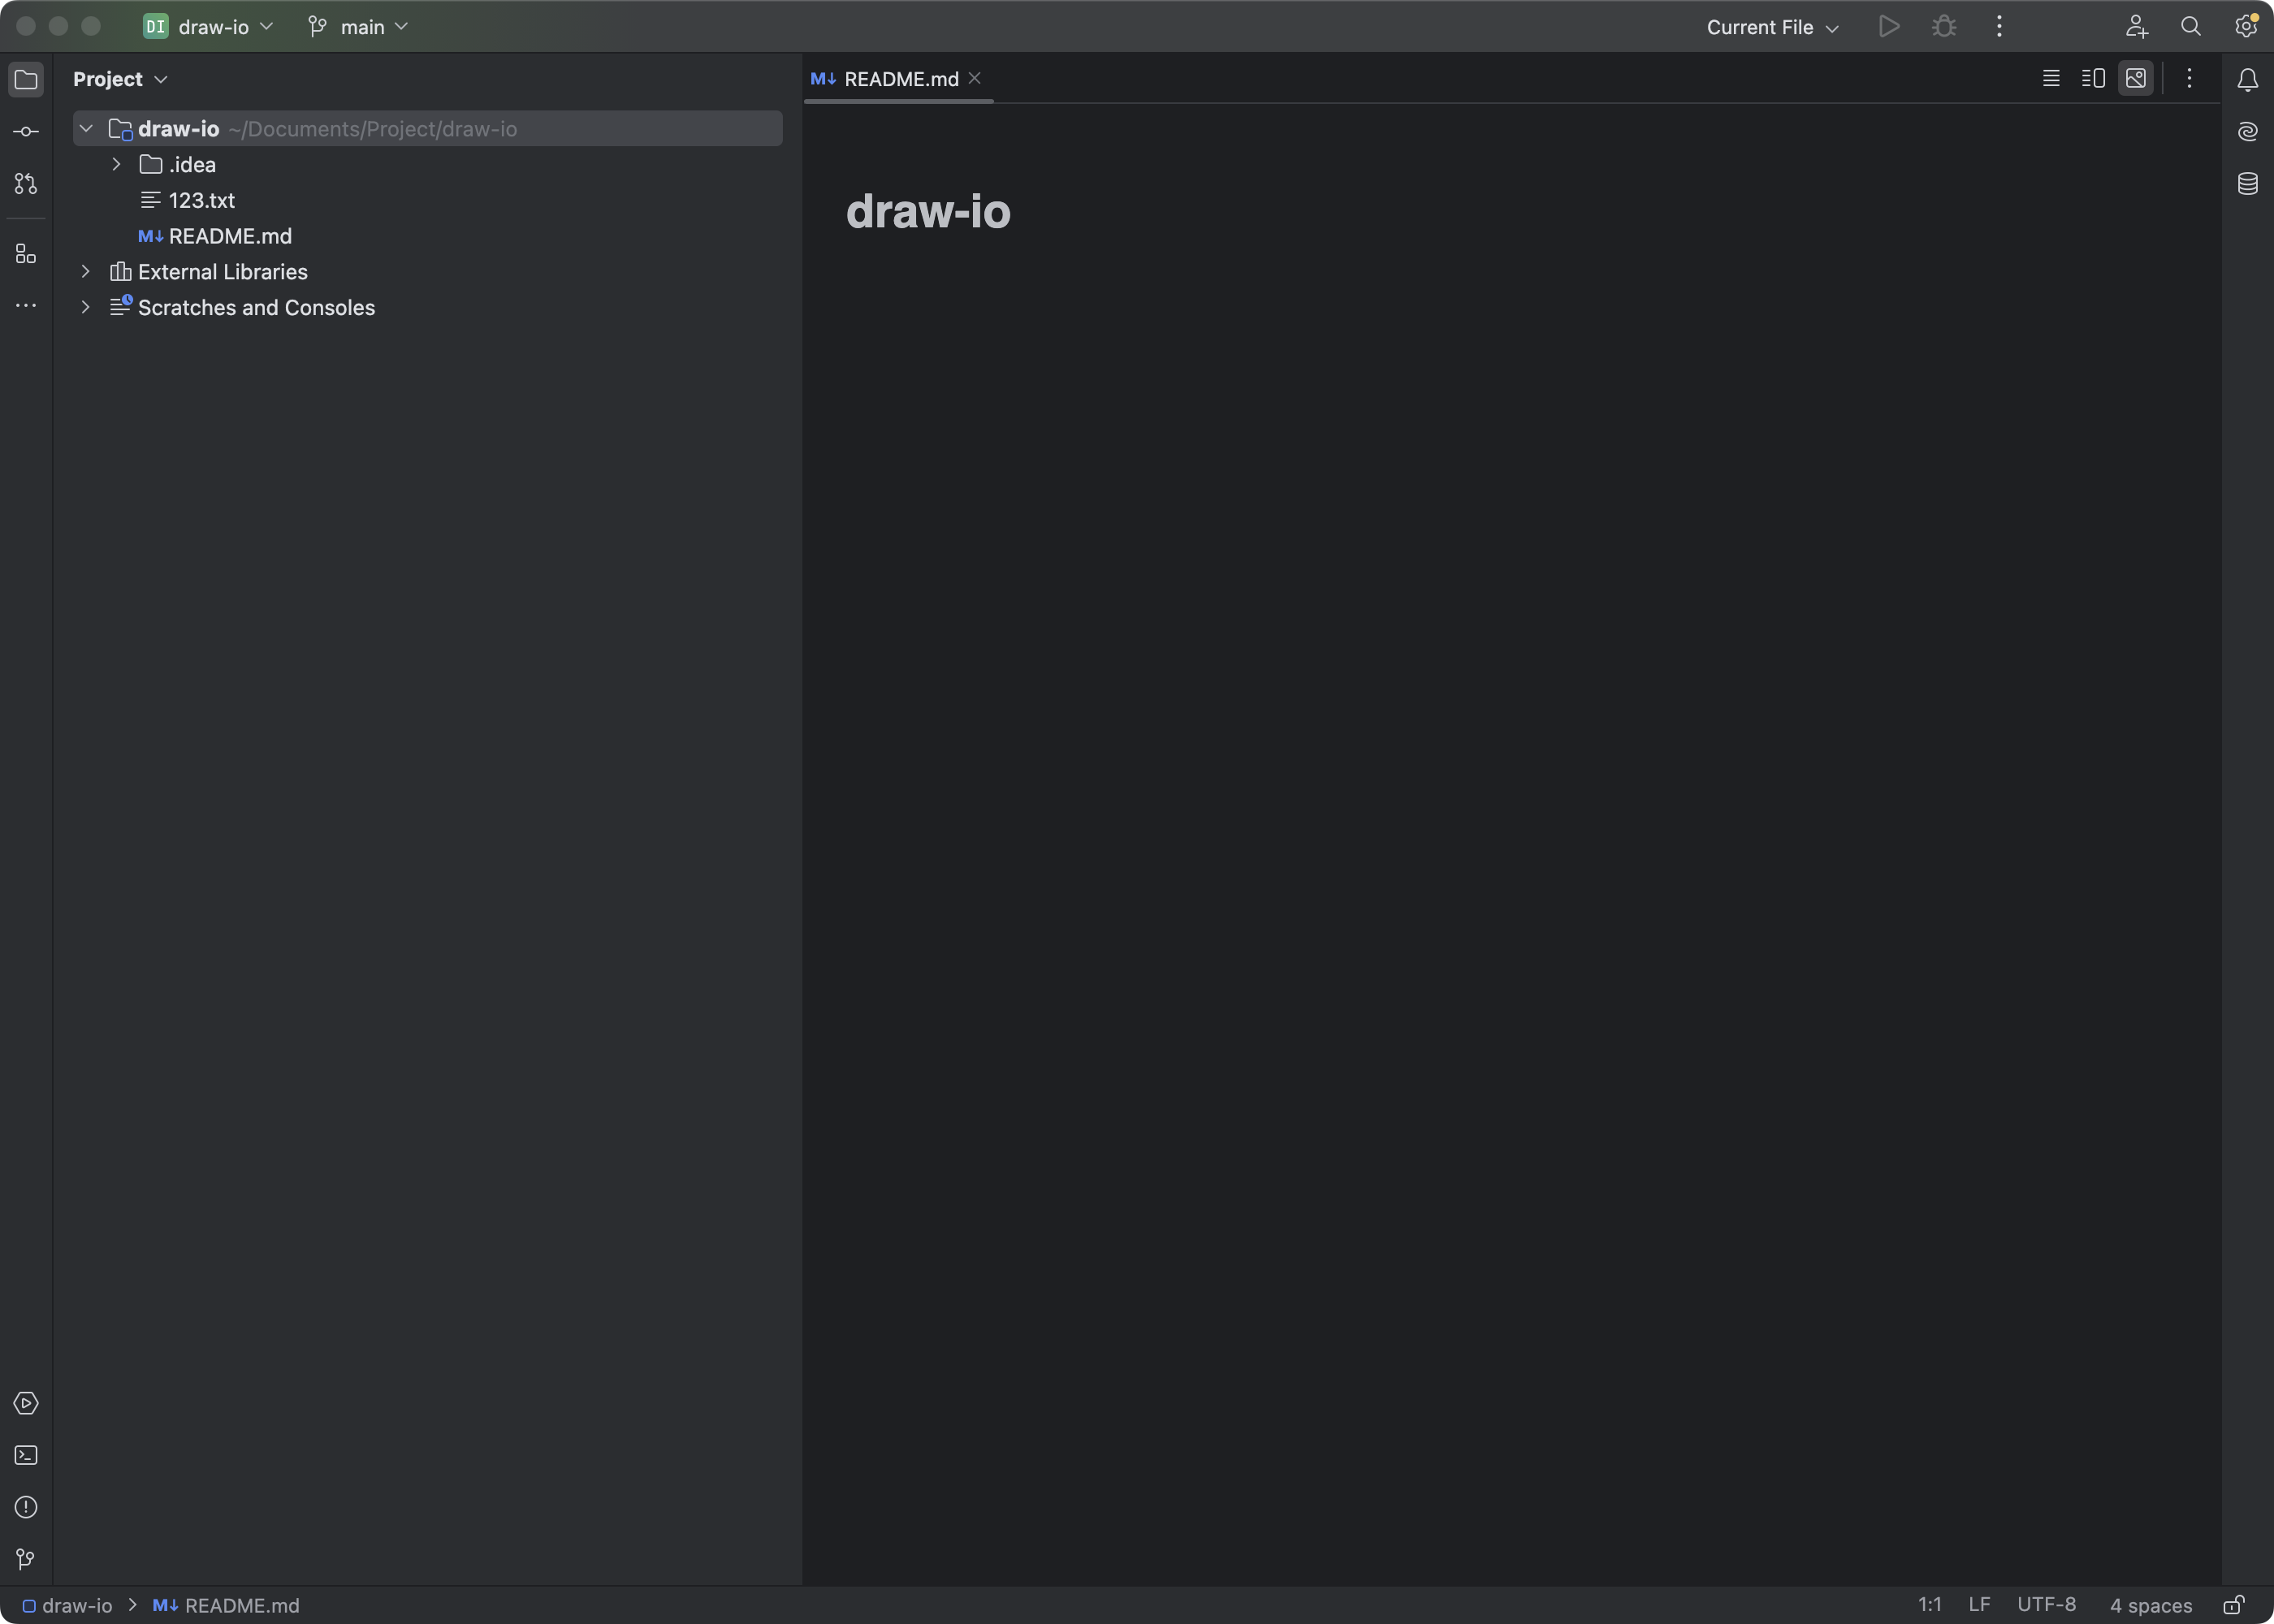 DI draw-io main Current File
Project
README.md
draw-io ~/Documents/Project/draw-io
.idea
123.txt
M↓ README.md
External Libraries
Scratches and Consoles
M↓ README.md
draw-io
draw-io > M↓ README.md 1:1 LF UTF-8 4 spaces